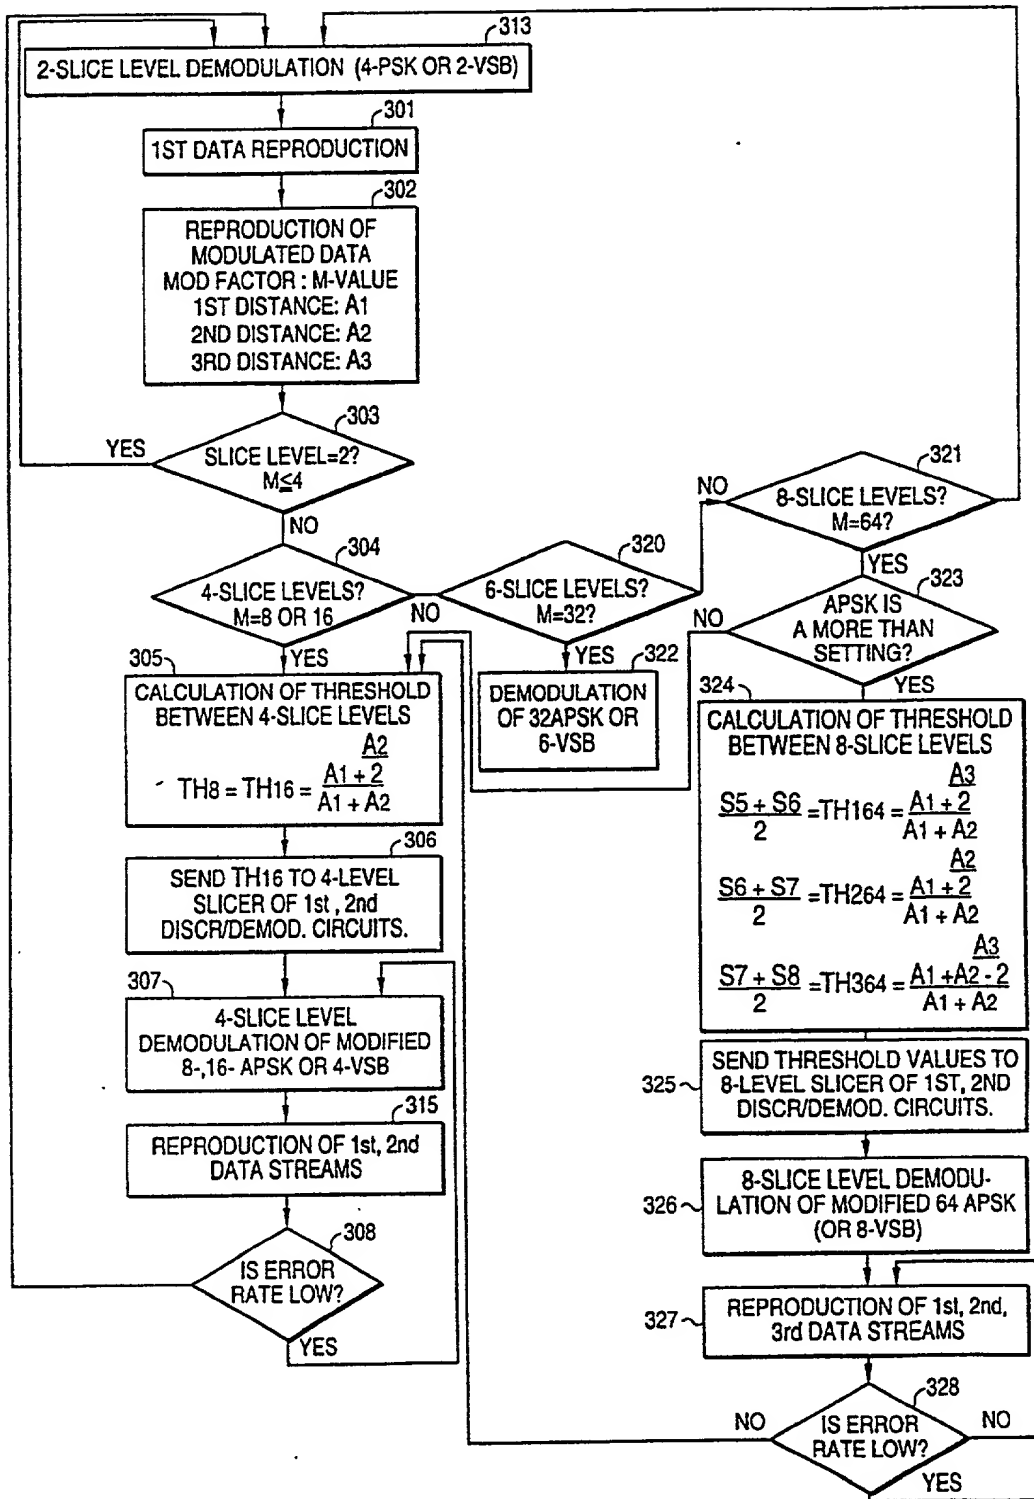 313
2-SLICE LEVEL DEMODULATION (4-PSK OR 2-VSB)
301
1ST DATA REPRODUCTION
302
REPRODUCTION OF
MODULATED DATA
MOD FACTOR : M-VALUE
1ST DISTANCE: A1
2ND DISTANCE: A2
3RD DISTANCE: A3
303
YES
SLICE LEVEL=2?
M≤4
NO
304
4-SLICE LEVELS?
M=8 OR 16
NO
YES
320
6-SLICE LEVELS?
M=32?
NO
YES
321
8-SLICE LEVELS?
M=64?
YES
322
DEMODULATION
OF 32APSK OR
6-VSB
323
APSK IS
A MORE THAN
SETTING?
NO
YES
305
CALCULATION OF THRESHOLD
BETWEEN 4-SLICE LEVELS
A2
TH8 = TH16 = A1 + 2
A1 + A2
306
SEND TH16 TO 4-LEVEL
SLICER OF 1st, 2nd
DISCR/DEMOD. CIRCUITS.
307
4-SLICE LEVEL
DEMODULATION OF MODIFIED
8-,16- APSK OR 4-VSB
315
REPRODUCTION OF 1st, 2nd
DATA STREAMS
308
IS ERROR
RATE LOW?
YES
324
CALCULATION OF THRESHOLD
BETWEEN 8-SLICE LEVELS
A3
S5 + S6 =TH164= A1 + 2
2 A1 + A2
A2
S6 + S7 =TH264= A1 + 2
2 A1 + A2
A3
S7 + S8 =TH364= A1 +A2 - 2
2 A1 + A2
325
SEND THRESHOLD VALUES TO
8-LEVEL SLICER OF 1ST, 2ND
DISCR/DEMOD. CIRCUITS.
326
8-SLICE LEVEL DEMODU-
LATION OF MODIFIED 64 APSK
(OR 8-VSB)
327
REPRODUCTION OF 1st, 2nd,
3rd DATA STREAMS
328
NO
IS ERROR
RATE LOW?
NO
YES